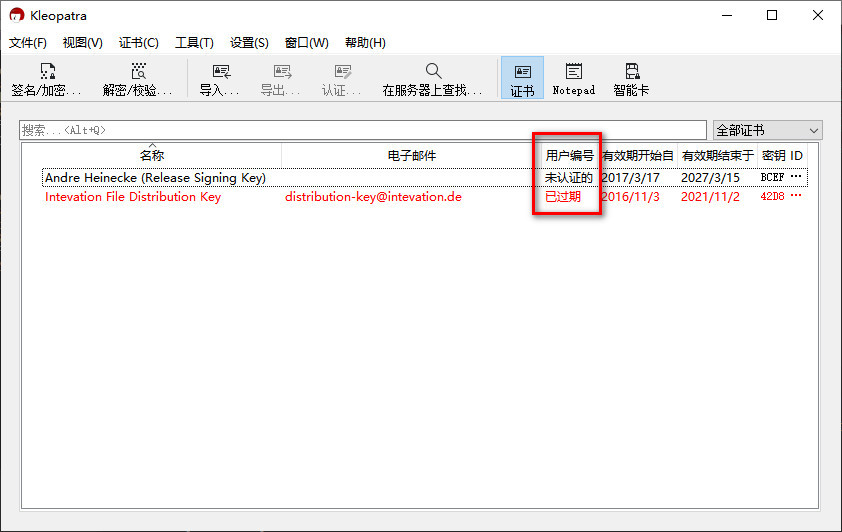 Kleopatra
文件(F) 视图(V) 证书(C) 工具(T) 设置(S) 窗口(W) 帮助(H)
签名/加密... 解密/校验... 导入... 导出... 认证... 在服务器上查找... 证书 Notepad 智能卡
搜索...<Alt+Q> 全部证书
名称 电子邮件 用户编号 有效期开始自 有效期结束于 密钥 ID
Andre Heinecke (Release Signing Key) 未认证的 2017/3/17 2027/3/15 BCEF ...
Intevation File Distribution Key distribution-key@intevation.de 已过期 2016/11/3 2021/11/2 42D8 ...